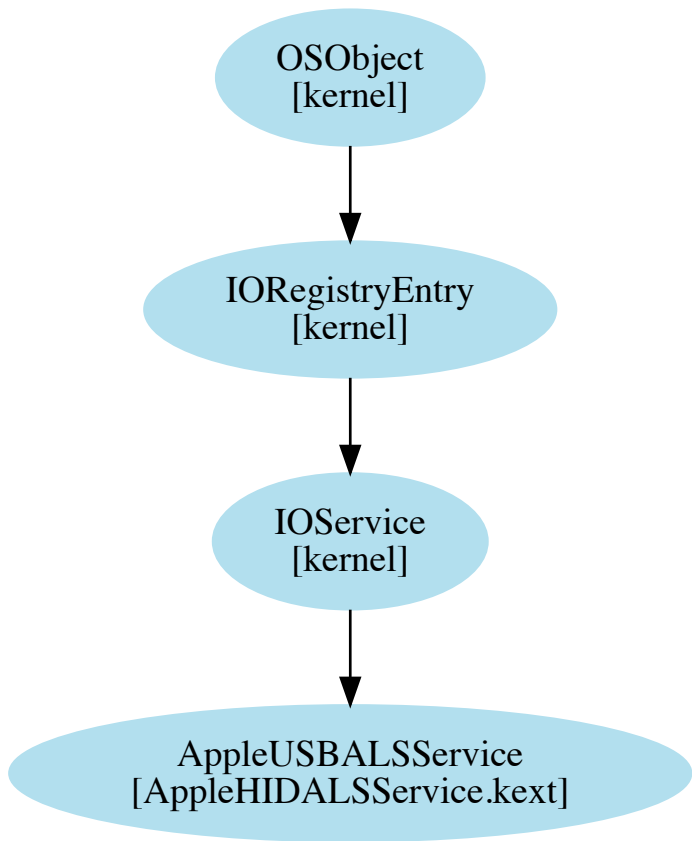 OSObject
[kernel]
IORegistryEntry
[kernel]
IOService
[kernel]
AppleUSBALSService
[AppleHIDALSService.kext]